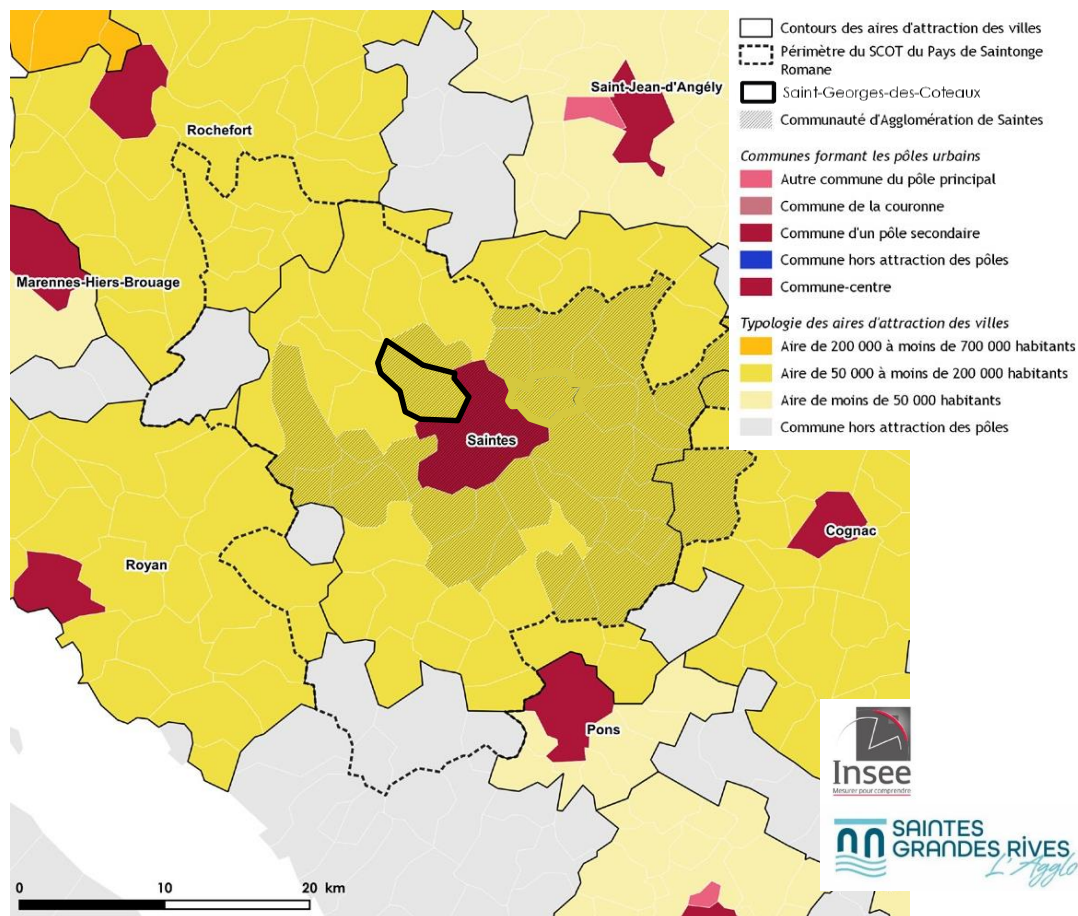 Rochefort
Saint-Jean-d'Angély
Marennes-Hiers-Brouage
Saintes
Royan
Cognac
Pons
0 10 20 km
Contours des aires d'attraction des villes
Périmètre du SCOT du Pays de Saintonge
Romane
Saint-Georges-des-Coteaux
Communauté d'Agglomération de Saintes
Communes formant les pôles urbains
Autre commune du pôle principal
Commune de la couronne
Commune d'un pôle secondaire
Commune hors attraction des pôles
Commune-centre
Typologie des aires d'attraction des villes
Aire de 200 000 à moins de 700 000 habitants
Aire de 50 000 à moins de 200 000 habitants
Aire de moins de 50 000 habitants
Commune hors attraction des pôles
Insee
Mesurer pour comprendre
SAINTES
GRANDES RIVES
L'Agglo